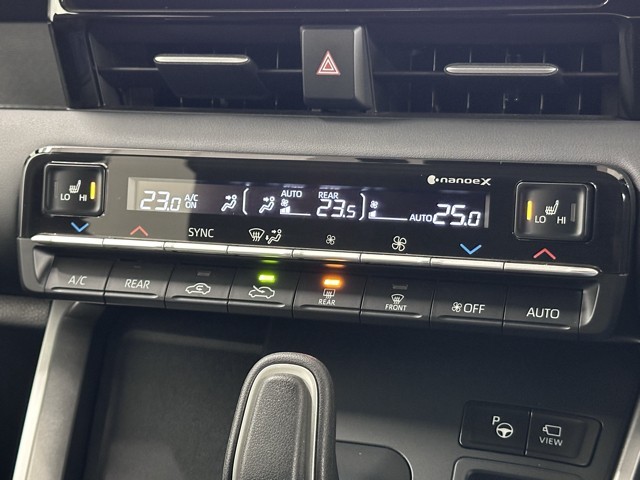 nanoeX
LO HI
23.0 A/C ON
AUTO
REAR 23.5
AUTO 25.0
LO HI
SYNC
A/C
REAR
REAR
FRONT
OFF
AUTO
P
VIEW